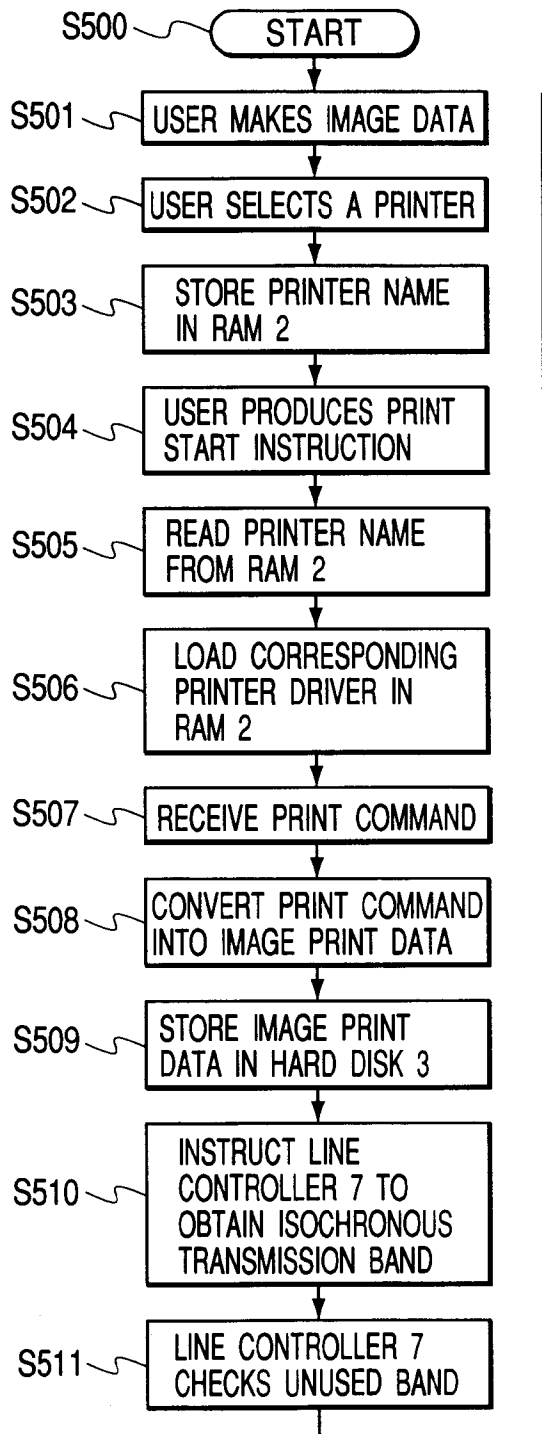 S500 START
S501 USER MAKES IMAGE DATA
S502 USER SELECTS A PRINTER
S503 STORE PRINTER NAME
IN RAM 2
S504 USER PRODUCES PRINT
START INSTRUCTION
S505 READ PRINTER NAME
FROM RAM 2
S506 LOAD CORRESPONDING
PRINTER DRIVER IN
RAM 2
S507 RECEIVE PRINT COMMAND
S508 CONVERT PRINT COMMAND
INTO IMAGE PRINT DATA
S509 STORE IMAGE PRINT
DATA IN HARD DISK 3
S510 INSTRUCT LINE
CONTROLLER 7 TO
OBTAIN ISOCHRONOUS
TRANSMISSION BAND
S511 LINE CONTROLLER 7
CHECKS UNUSED BAND